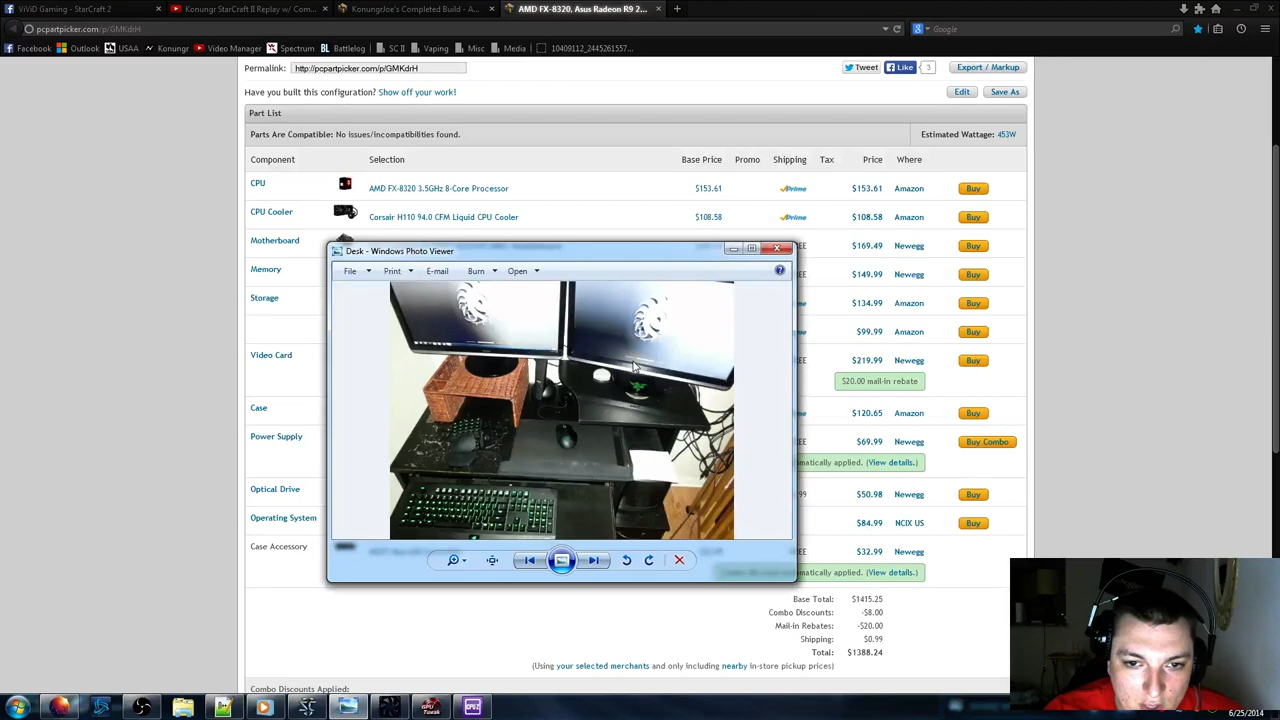 ViViD Gaming - StarCraft 2
Konungr StarCraft II Replay w/ Com...
KonungrJoe's Completed Build - A...
AMD FX-8320, Asus Radeon R9 2...
pcpartpicker.com/p/GMKdrH
Google
Facebook Outlook USAA Konungr Video Manager Spectrum Battlelog SC II Vaping Misc Media 10409112_2445261557...
Permalink: http://pcpartpicker.com/p/GMKdrH Tweet Like 3 Export / Markup
Have you built this configuration? Show off your work! Edit Save As
Part List
Parts Are Compatible: No issues/incompatibilities found. Estimated Wattage: 453W
Component Selection Base Price Promo Shipping Tax Price Where
CPU AMD FX-8320 3.5GHz 8-Core Processor $153.61 Prime $153.61 Amazon Buy
CPU Cooler Corsair H110 94.0 CFM Liquid CPU Cooler $108.58 Prime $108.58 Amazon Buy
Motherboard $169.49 Newegg Buy
Desk - Windows Photo Viewer
File Print E-mail Burn Open
Memory $149.99 Newegg Buy
Storage $134.99 Amazon Buy
$99.99 Amazon Buy
Video Card $219.99 Newegg Buy
$20.00 mail-in rebate
Case $120.65 Amazon Buy
Power Supply $69.99 Newegg Buy Combo
omatically applied. (View details.)
Optical Drive $50.98 Newegg Buy
Operating System $84.99 NCIX US Buy
Case Accessory $32.99 Newegg Buy
automatically applied. (View details.)
Base Total: $1415.25
Combo Discounts: -$8.00
Mail-in Rebates: -$20.00
Shipping: $0.99
Total: $1388.24
(Using your selected merchants and only including nearby in-store pickup prices)
Combo Discounts Applied:
6/25/2014